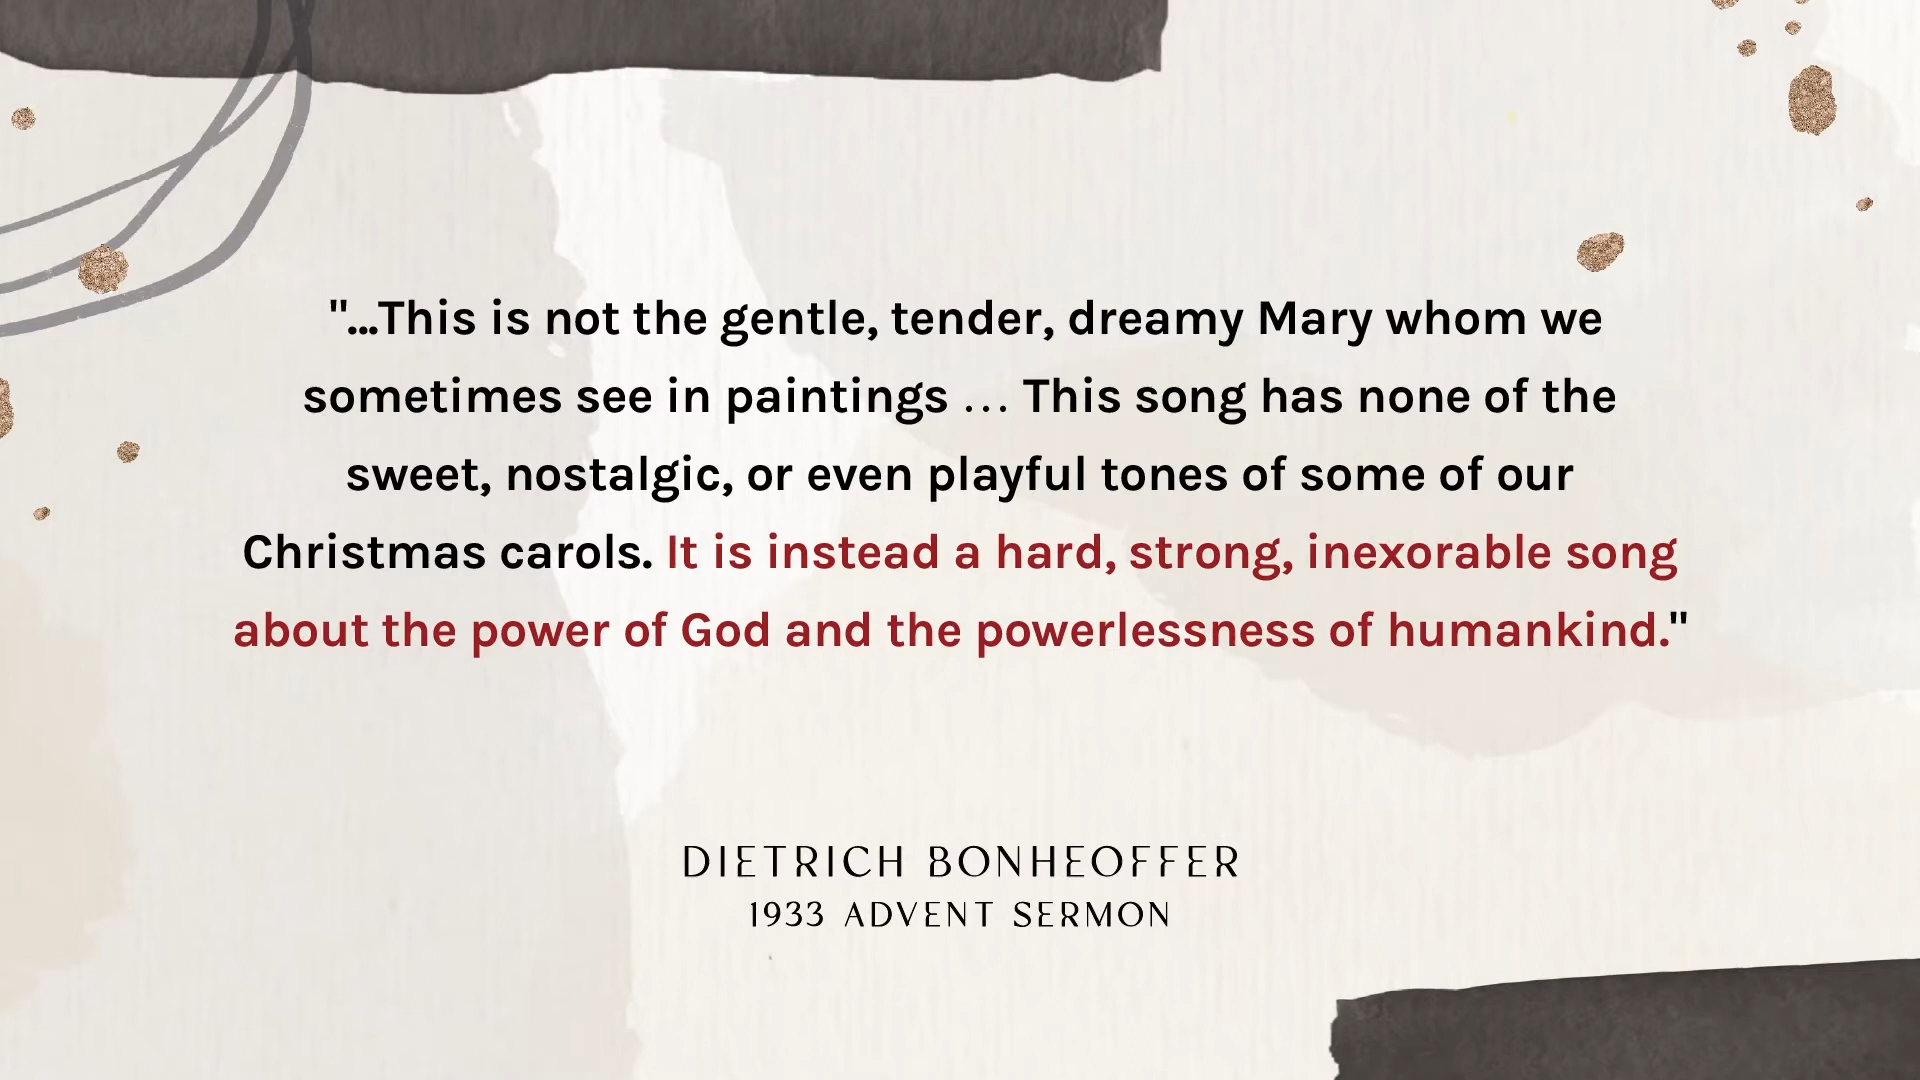 "...This is not the gentle, tender, dreamy Mary whom we
sometimes see in paintings … This song has none of the
sweet, nostalgic, or even playful tones of some of our
Christmas carols. It is instead a hard, strong, inexorable song
about the power of God and the powerlessness of humankind."
DIETRICH BONHEOFFER
1933 ADVENT SERMON